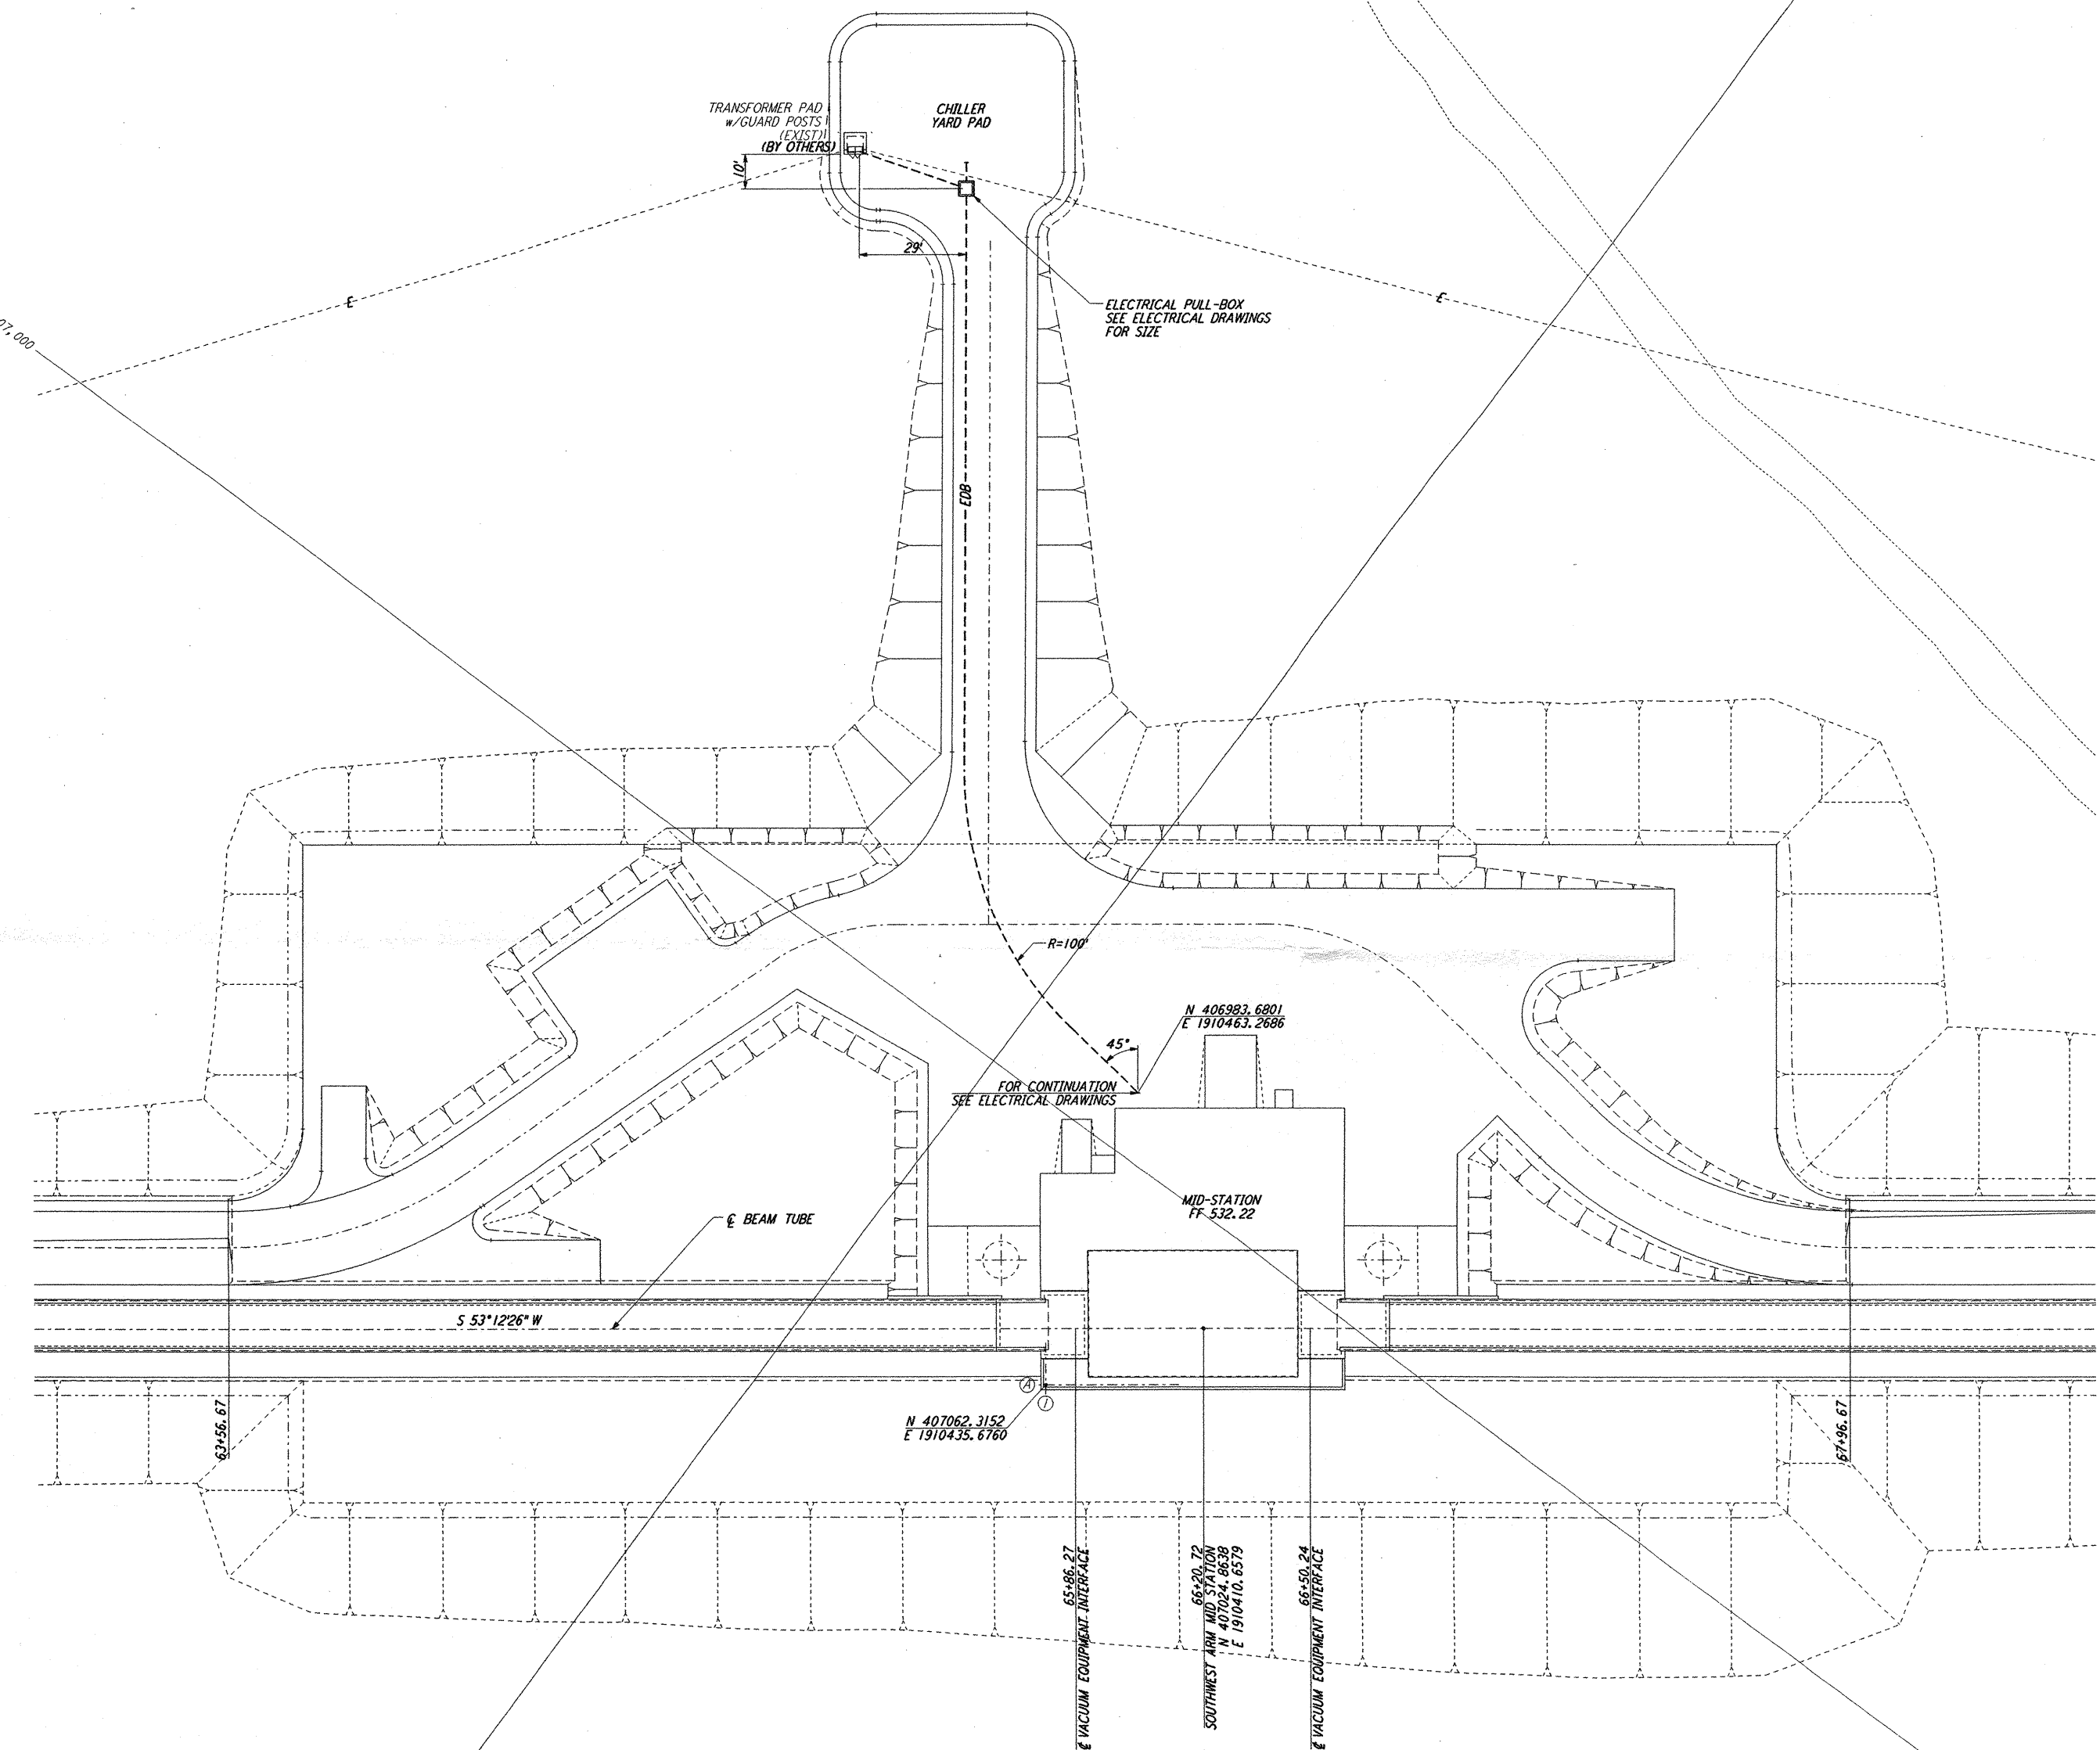 TRANSFORMER PAD
w/GUARD POSTS
(EXIST)
(BY OTHERS)
CHILLER
YARD PAD
10'
29'
E
E
ELECTRICAL PULL-BOX
SEE ELECTRICAL DRAWINGS
FOR SIZE
07,000
EDB
R=100'
N 406983.6801
E 1910463.2686
45°
FOR CONTINUATION
SEE ELECTRICAL DRAWINGS
MID-STATION
FF 532.22
℄ BEAM TUBE
S 53°12'26" W
A
1
N 407062.3152
E 1910435.6760
63+56.67
67+96.67
65+86.27
℄ VACUUM EQUIPMENT INTERFACE
66+20.72
SOUTHWEST ARM MID STATION
N 407024.8638
E 1910410.6579
66+50.24
℄ VACUUM EQUIPMENT INTERFACE